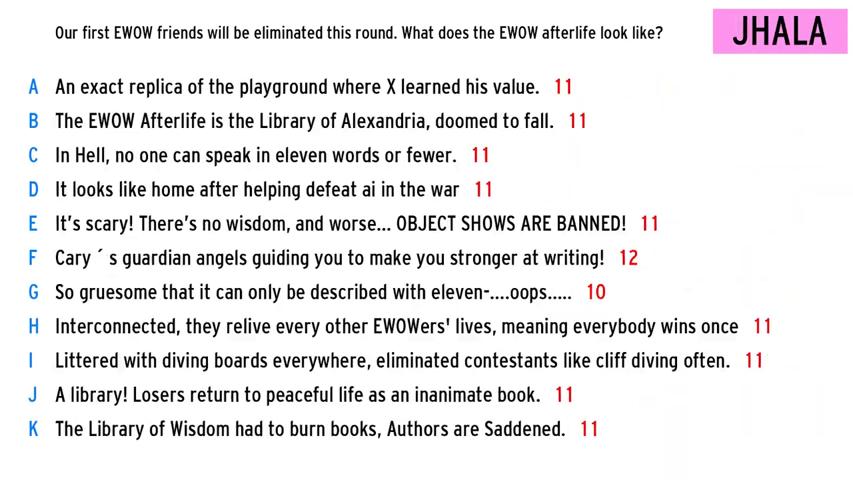 Our first EWOW friends will be eliminated this round. What does the EWOW afterlife look like?
JHALA
A An exact replica of the playground where X learned his value. 11
B The EWOW Afterlife is the Library of Alexandria, doomed to fall. 11
C In Hell, no one can speak in eleven words or fewer. 11
D It looks like home after helping defeat ai in the war 11
E It's scary! There's no wisdom, and worse... OBJECT SHOWS ARE BANNED! 11
F Cary ´ s guardian angels guiding you to make you stronger at writing! 12
G So gruesome that it can only be described with eleven-....oops..... 10
H Interconnected, they relive every other EWOWers' lives, meaning everybody wins once 11
I Littered with diving boards everywhere, eliminated contestants like cliff diving often. 11
J A library! Losers return to peaceful life as an inanimate book. 11
K The Library of Wisdom had to burn books, Authors are Saddened. 11